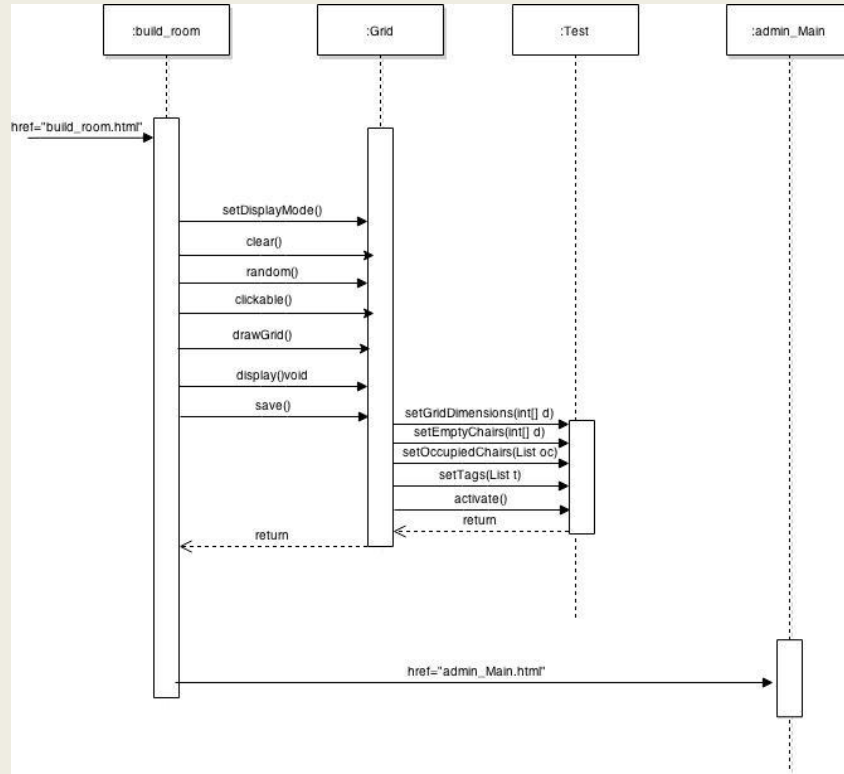 :build_room
:Grid
:Test
:admin_Main
href="build_room.html"
setDisplayMode()
clear()
random()
clickable()
drawGrid()
display()void
save()
setGridDimensions(int[] d)
setEmptyChairs(int[] d)
setOccupiedChairs(List oc)
setTags(List t)
activate()
return
return
href="admin_Main.html"